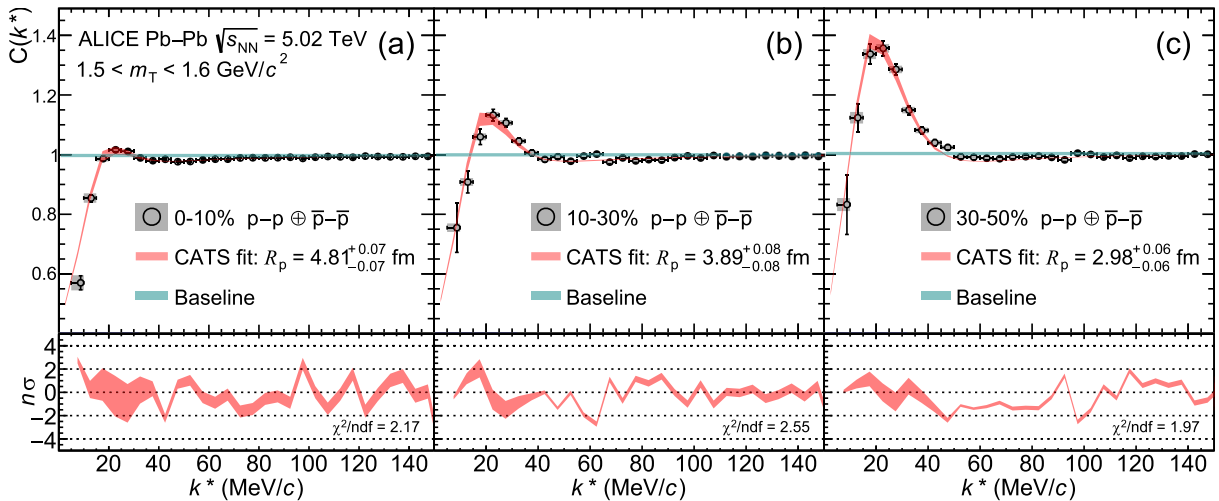 C(k*)
1.4
1.2
1
0.8
0.6
ALICE Pb–Pb √sNN = 5.02 TeV
1.5 < mT < 1.6 GeV/c²
(a)
0-10% p–p ⊕ p̅–p̅
CATS fit: Rp = 4.81 +0.07 −0.07 fm
Baseline
(b)
10-30% p–p ⊕ p̅–p̅
CATS fit: Rp = 3.89 +0.08 −0.08 fm
Baseline
(c)
30-50% p–p ⊕ p̅–p̅
CATS fit: Rp = 2.98 +0.06 −0.06 fm
Baseline
nσ
4
2
0
−2
−4
χ²/ndf = 2.17
χ²/ndf = 2.55
χ²/ndf = 1.97
20 40 60 80 100 120 140
20 40 60 80 100 120 140
20 40 60 80 100 120 140
k* (MeV/c)
k* (MeV/c)
k* (MeV/c)